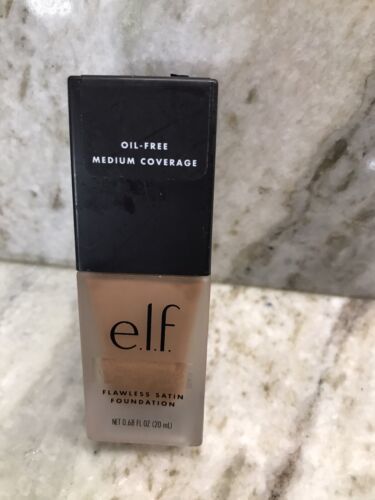 OIL-FREE
MEDIUM COVERAGE
e.l.f.
FLAWLESS SATIN
FOUNDATION
NET 0.68 FL OZ (20 mL)